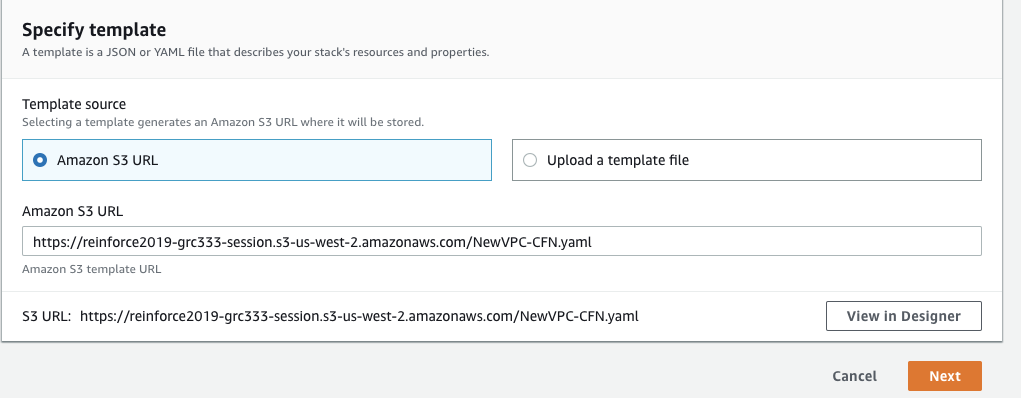 Specify template
A template is a JSON or YAML file that describes your stack's resources and properties.
Template source
Selecting a template generates an Amazon S3 URL where it will be stored.
Amazon S3 URL
Upload a template file
Amazon S3 URL
https://reinforce2019-grc333-session.s3-us-west-2.amazonaws.com/NewVPC-CFN.yaml
Amazon S3 template URL
S3 URL: https://reinforce2019-grc333-session.s3-us-west-2.amazonaws.com/NewVPC-CFN.yaml
View in Designer
Cancel
Next